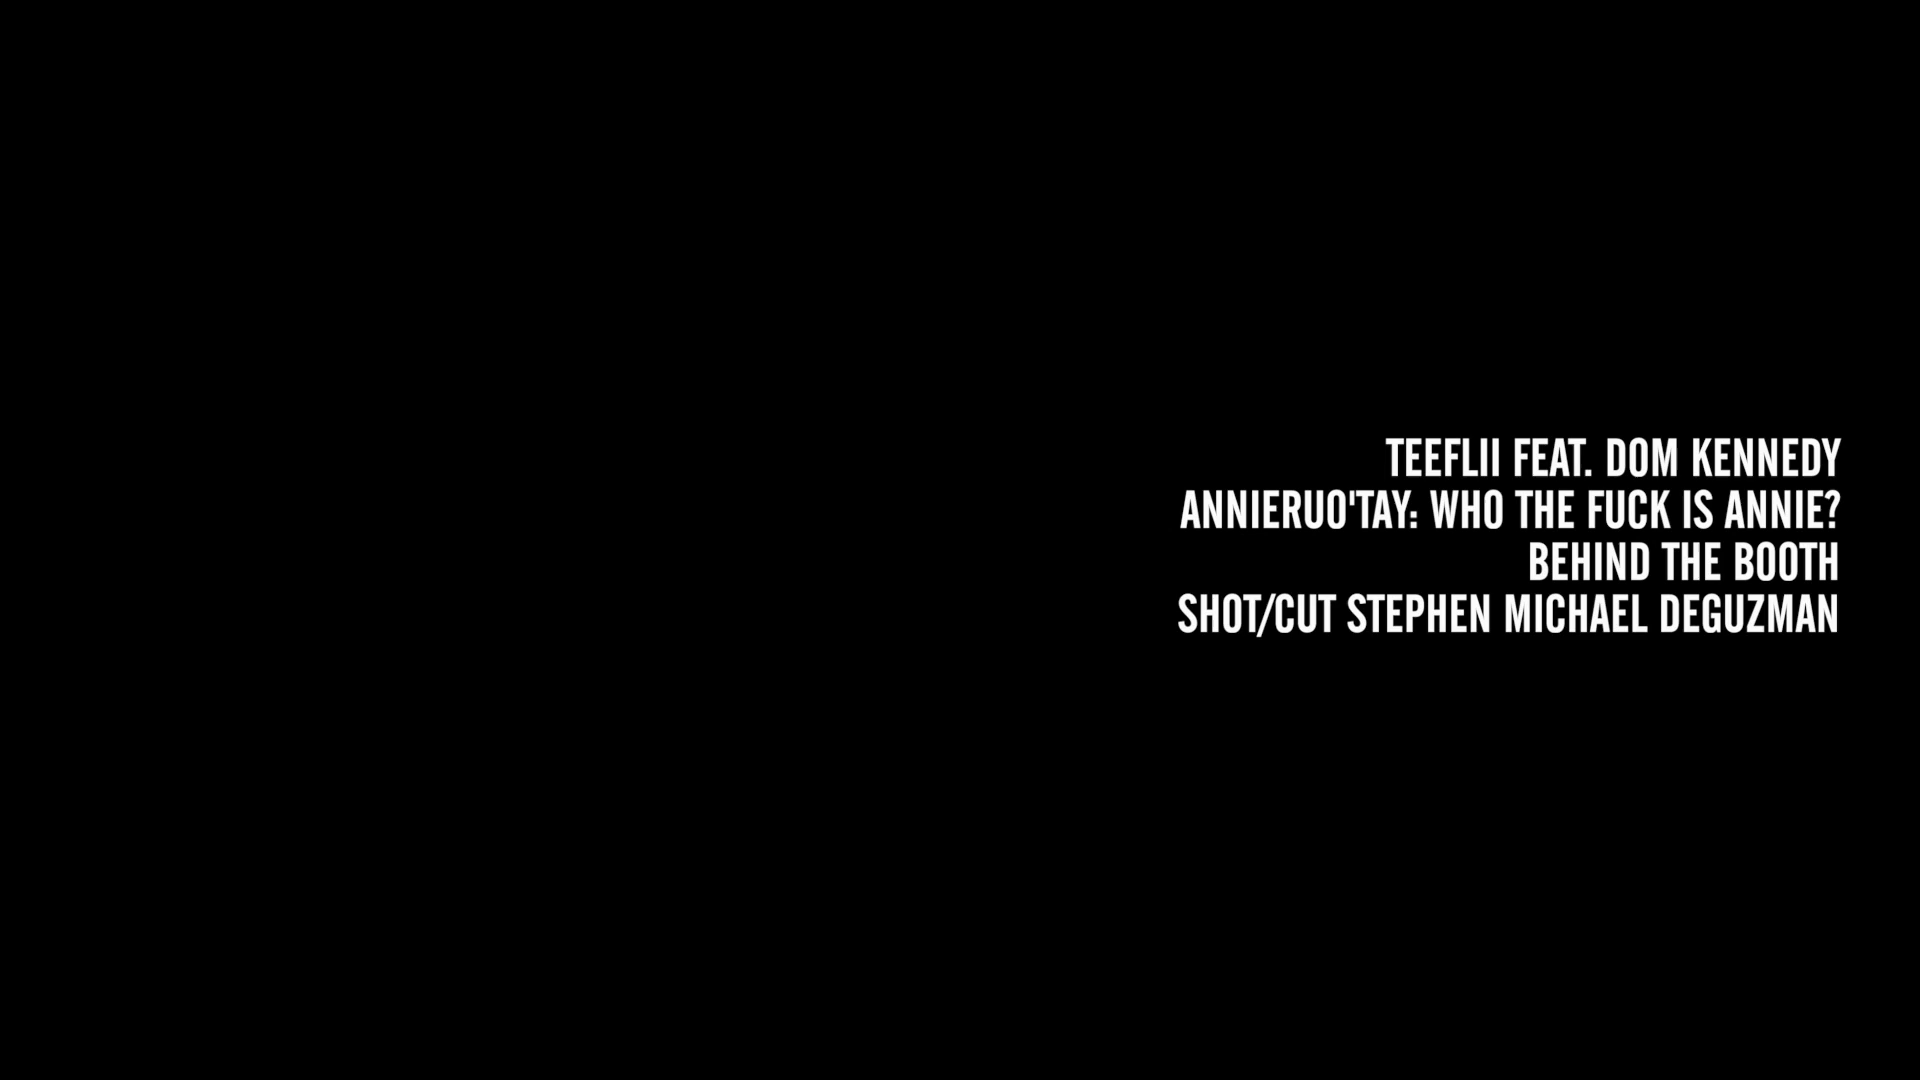 TEEFLII FEAT. DOM KENNEDY
ANNIERUO'TAY: WHO THE FUCK IS ANNIE?
BEHIND THE BOOTH
SHOT/CUT STEPHEN MICHAEL DEGUZMAN